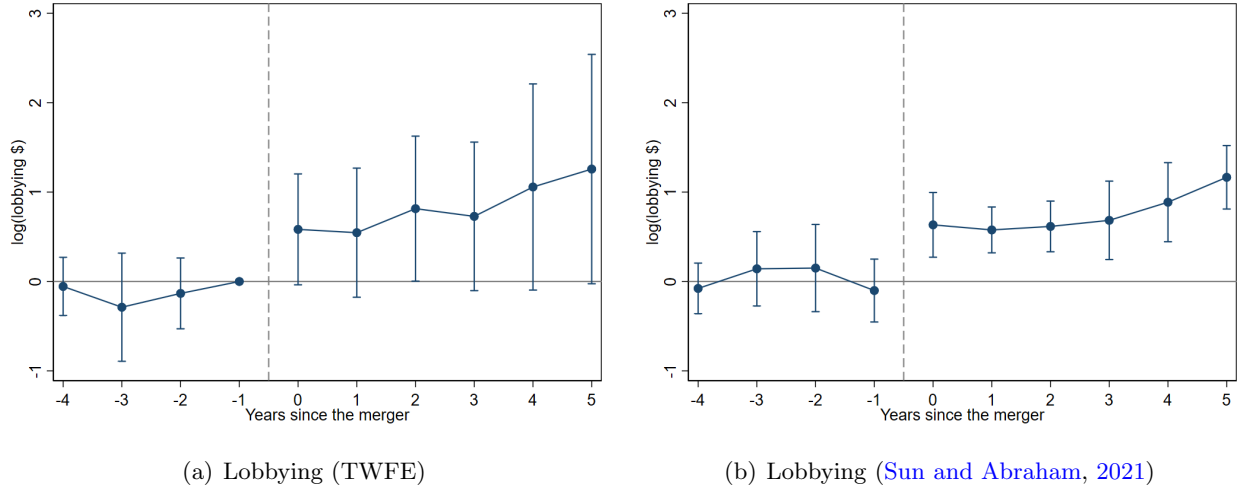 3
2
1
0
-1
log(lobbying $)
-4 -3 -2 -1 0 1 2 3 4 5
Years since the merger
(a) Lobbying (TWFE)
3
2
1
0
-1
log(lobbying $)
-4 -3 -2 -1 0 1 2 3 4 5
Years since the merger
(b) Lobbying (Sun and Abraham, 2021)